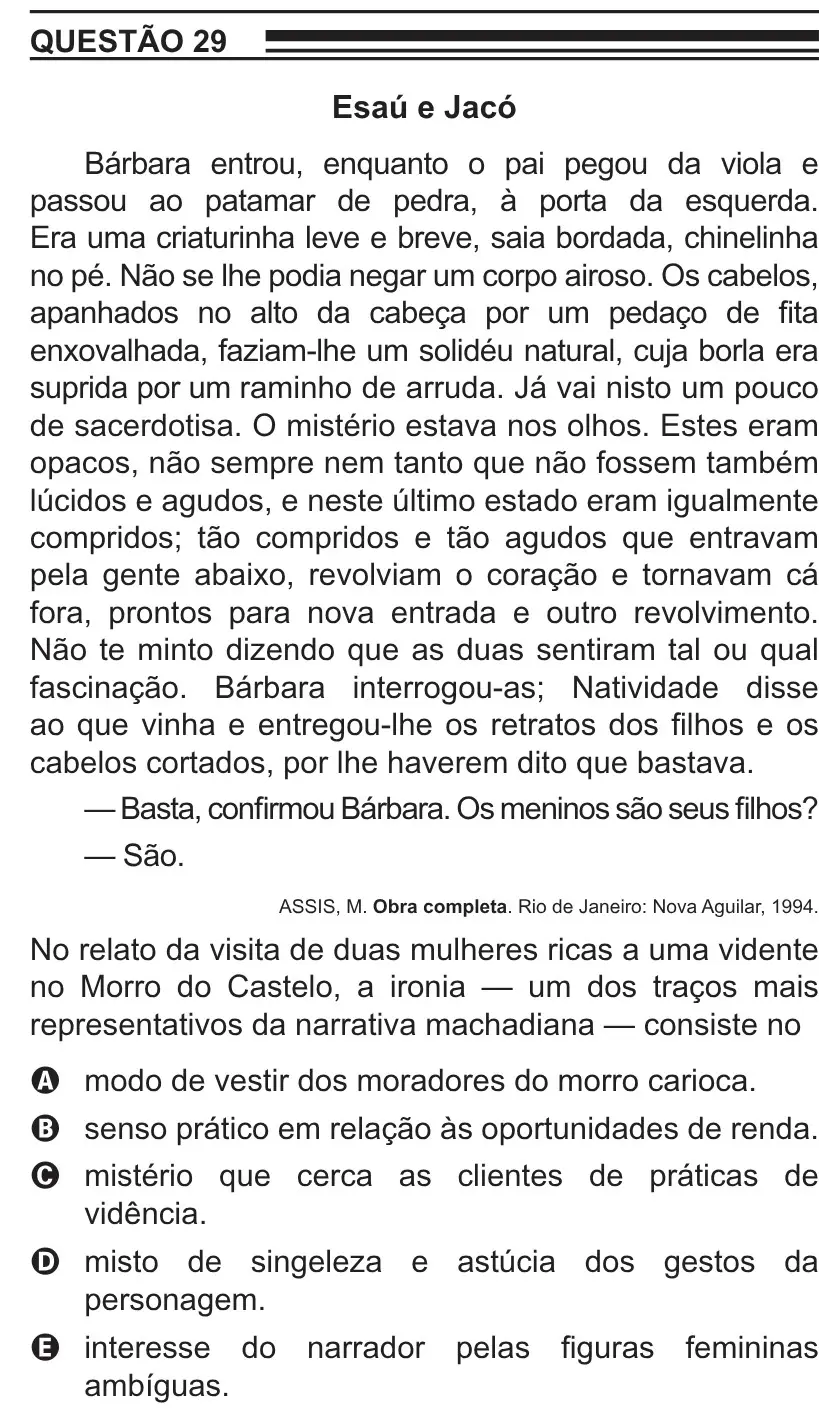 QUESTÃO 29
Esaú e Jacó
Bárbara entrou, enquanto o pai pegou da viola e
passou ao patamar de pedra, à porta da esquerda.
Era uma criaturinha leve e breve, saia bordada, chinelinha
no pé. Não se lhe podia negar um corpo airoso. Os cabelos,
apanhados no alto da cabeça por um pedaço de fita
enxovalhada, faziam-lhe um solidéu natural, cuja borla era
suprida por um raminho de arruda. Já vai nisto um pouco
de sacerdotisa. O mistério estava nos olhos. Estes eram
opacos, não sempre nem tanto que não fossem também
lúcidos e agudos, e neste último estado eram igualmente
compridos; tão compridos e tão agudos que entravam
pela gente abaixo, revolviam o coração e tornavam cá
fora, prontos para nova entrada e outro revolvimento.
Não te minto dizendo que as duas sentiram tal ou qual
fascinação. Bárbara interrogou-as; Natividade disse
ao que vinha e entregou-lhe os retratos dos filhos e os
cabelos cortados, por lhe haverem dito que bastava.
— Basta, confirmou Bárbara. Os meninos são seus filhos?
— São.
ASSIS, M. Obra completa. Rio de Janeiro: Nova Aguilar, 1994.
No relato da visita de duas mulheres ricas a uma vidente
no Morro do Castelo, a ironia — um dos traços mais
representativos da narrativa machadiana — consiste no
A modo de vestir dos moradores do morro carioca.
B senso prático em relação às oportunidades de renda.
C mistério que cerca as clientes de práticas de
vidência.
D misto de singeleza e astúcia dos gestos da
personagem.
E interesse do narrador pelas figuras femininas
ambíguas.